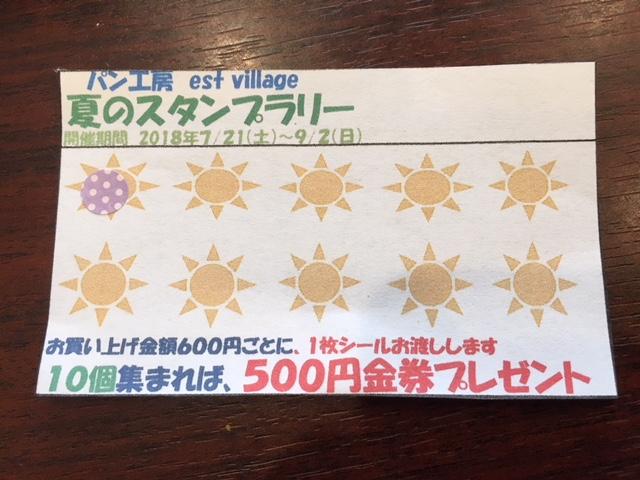 パン工房 est village
夏のスタンプラリー
開催期間 2018年7/21(土)~9/2(日)
お買い上げ金額600円ごとに、1枚シールお渡しします
10個集まれば、500円金券プレゼント